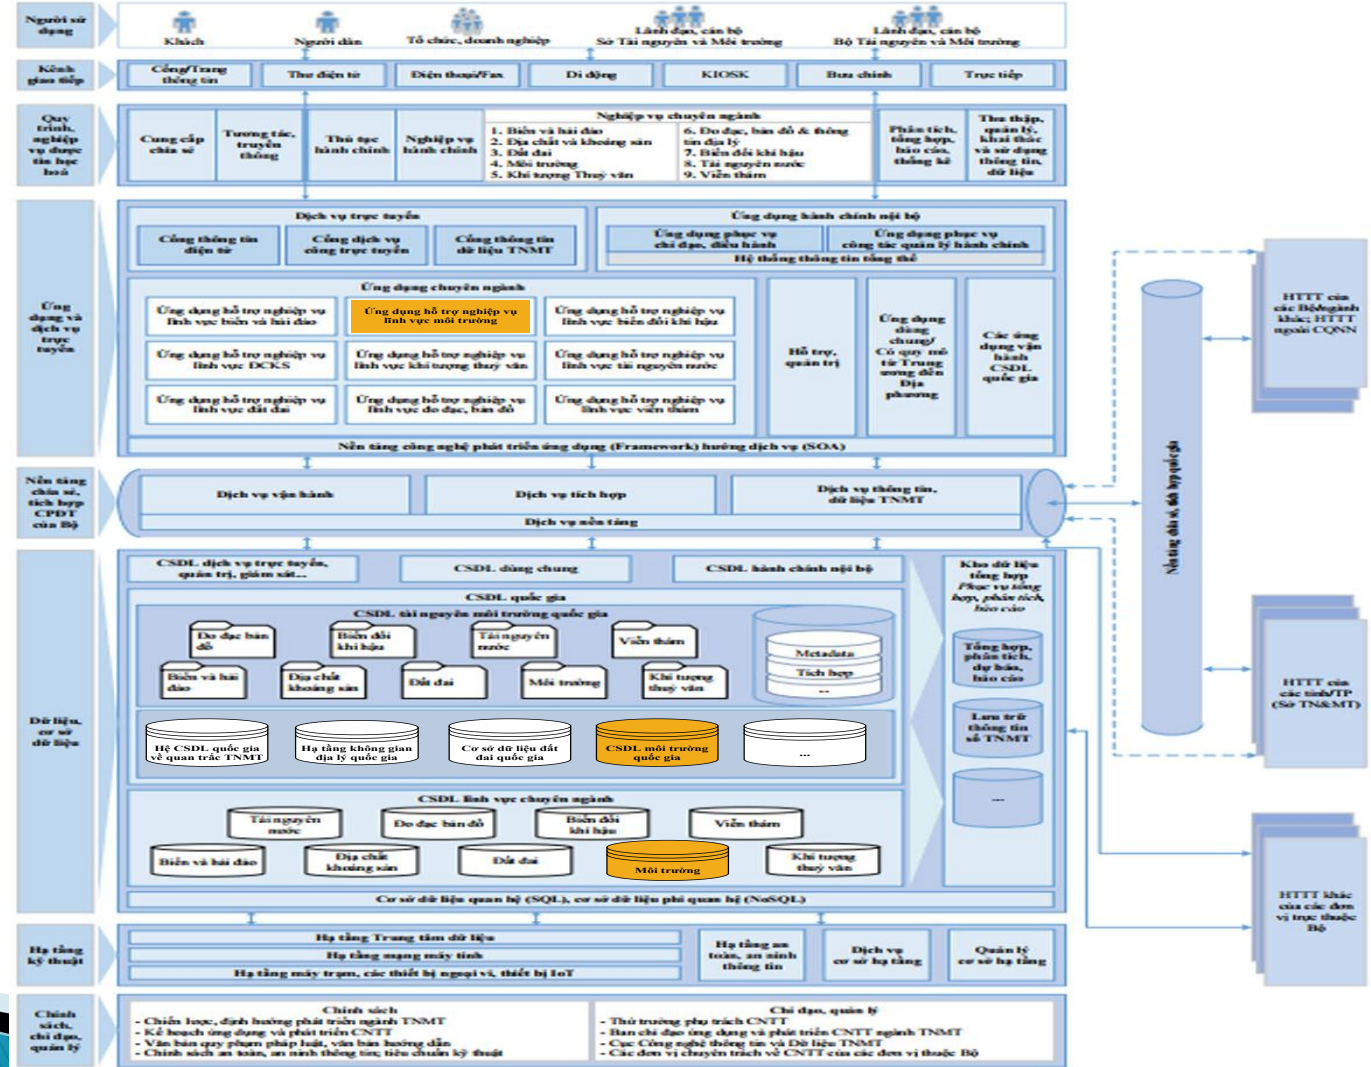 Người sử
dụng
Khách
Người dân
Tổ chức, doanh nghiệp
Lãnh đạo, cán bộ
Sở Tài nguyên và Môi trường
Lãnh đạo, cán bộ
Bộ Tài nguyên và Môi trường
Kênh
giao tiếp
Cổng/Trang
thông tin
Thư điện tử
Điện thoại/Fax
Di động
KIOSK
Bưu chính
Trực tiếp
Quy
trình,
nghiệp
vụ được
tin học
hoá
Cung cấp
chia sẻ
Tương tác,
truyền
thông
Thủ tục
hành chính
Nghiệp vụ
hành chính
Nghiệp vụ chuyên ngành
1. Biển và hải đảo
2. Địa chất và khoáng sản
3. Đất đai
4. Môi trường
5. Khí tượng Thuỷ văn
6. Đo đạc, bản đồ & thông
tin địa lý
7. Biến đổi khí hậu
8. Tài nguyên nước
9. Viễn thám
Phân tích,
tổng hợp,
báo cáo,
thống kê
Thu thập,
quản lý,
khai thác
và sử dụng
thông tin,
dữ liệu
Ứng
dụng và
dịch vụ
trực
tuyến
Dịch vụ trực tuyến
Cổng thông tin
điện tử
Cổng dịch vụ
công trực tuyến
Cổng thông tin
dữ liệu TNMT
Ứng dụng hành chính nội bộ
Ứng dụng phục vụ
chỉ đạo, điều hành
Ứng dụng phục vụ
công tác quản lý hành chính
Hệ thống thông tin tổng thể
Ứng dụng chuyên ngành
Ứng dụng hỗ trợ nghiệp vụ
lĩnh vực biển và hải đảo
Ứng dụng hỗ trợ nghiệp vụ
lĩnh vực môi trường
Ứng dụng hỗ trợ nghiệp vụ
lĩnh vực biến đổi khí hậu
Ứng dụng hỗ trợ nghiệp vụ
lĩnh vực DCKS
Ứng dụng hỗ trợ nghiệp vụ
lĩnh vực khí tượng thuỷ văn
Ứng dụng hỗ trợ nghiệp vụ
lĩnh vực tài nguyên nước
Ứng dụng hỗ trợ nghiệp vụ
lĩnh vực đất đai
Ứng dụng hỗ trợ nghiệp vụ
lĩnh vực đo đạc, bản đồ
Ứng dụng hỗ trợ nghiệp vụ
lĩnh vực viễn thám
Hỗ trợ,
quản trị
Ứng dụng
dùng
chung/
Có quy mô
từ Trung
ương đến
Địa
phương
Các ứng
dụng vận
hành
CSDL
quốc gia
Nền tảng công nghệ phát triển ứng dụng (Framework) hướng dịch vụ (SOA)
Nền tảng
chia sẻ,
tích hợp
CPĐT
của Bộ
Dịch vụ vận hành
Dịch vụ tích hợp
Dịch vụ thông tin,
dữ liệu TNMT
Dịch vụ nền tảng
Dữ liệu,
cơ sở
dữ liệu
CSDL dịch vụ trực tuyến,
quản trị, giám sát...
CSDL dùng chung
CSDL hành chính nội bộ
CSDL quốc gia
CSDL tài nguyên môi trường quốc gia
Đo đạc bản
đồ
Biến đổi
khí hậu
Tài nguyên
nước
Viễn thám
Biển và hải
đảo
Địa chất
khoáng sản
Đất đai
Môi trường
Khí tượng
thuỷ văn
Metadata
Tích hợp
...
Hệ CSDL quốc gia
về quan trắc TNMT
Hạ tầng không gian
địa lý quốc gia
Cơ sở dữ liệu đất
đai quốc gia
CSDL môi trường
quốc gia
...
CSDL lĩnh vực chuyên ngành
Tài nguyên
nước
Đo đạc bản đồ
Biến đổi
khí hậu
Viễn thám
Biển và hải đảo
Địa chất
khoáng sản
Đất đai
Môi trường
Khí tượng
thuỷ văn
Kho dữ liệu
tổng hợp
Phục vụ tổng
hợp, phân tích,
báo cáo
Tổng hợp,
phân tích,
dự báo,
báo cáo
Lưu trữ
thông tin
số TNMT
...
Cơ sở dữ liệu quan hệ (SQL), cơ sở dữ liệu phi quan hệ (NoSQL)
Hạ tầng
kỹ thuật
Hạ tầng Trung tâm dữ liệu
Hạ tầng mạng máy tính
Hạ tầng máy trạm, các thiết bị ngoại vi, thiết bị IoT
Hạ tầng an
toàn, an ninh
thông tin
Dịch vụ
cơ sở hạ tầng
Quản lý
cơ sở hạ tầng
Chính
sách,
chỉ đạo,
quản lý
Chính sách
- Chiến lược, định hướng phát triển ngành TNMT
- Kế hoạch ứng dụng và phát triển CNTT
- Văn bản quy phạm pháp luật, văn bản hướng dẫn
- Chính sách an toàn, an ninh thông tin; tiêu chuẩn kỹ thuật
Chỉ đạo, quản lý
- Thủ trưởng phụ trách CNTT
- Ban chỉ đạo ứng dụng và phát triển CNTT ngành TNMT
- Cục Công nghệ thông tin và Dữ liệu TNMT
- Các đơn vị chuyên trách về CNTT của các đơn vị thuộc Bộ
Nền tảng chia sẻ, tích hợp quốc gia
HTTT của
các Bộ/ngành
khác; HTTT
ngoài CQNN
HTTT của
các tỉnh/TP
(Sở TN&MT)
HTTT khác
của các đơn
vị trực thuộc
Bộ